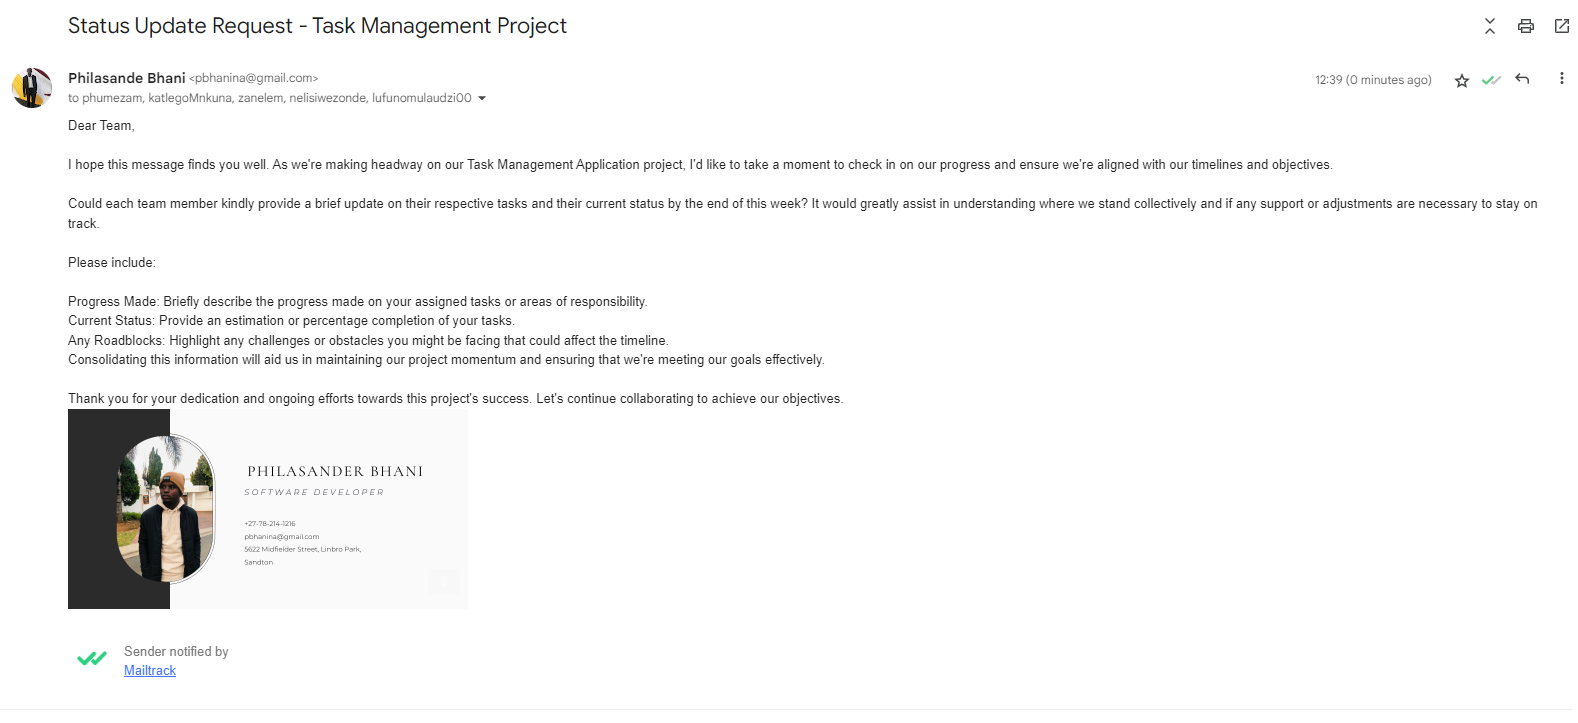 Status Update Request - Task Management Project
Philasande Bhani <pbhanina@gmail.com>
12:39 (0 minutes ago)
to phumezam, katlegoMnkuna, zanelem, nelisiwezonde, lufunomulaudzi00
Dear Team,
I hope this message finds you well. As we're making headway on our Task Management Application project, I'd like to take a moment to check in on our progress and ensure we're aligned with our timelines and objectives.
Could each team member kindly provide a brief update on their respective tasks and their current status by the end of this week? It would greatly assist in understanding where we stand collectively and if any support or adjustments are necessary to stay on
track.
Please include:
Progress Made: Briefly describe the progress made on your assigned tasks or areas of responsibility.
Current Status: Provide an estimation or percentage completion of your tasks.
Any Roadblocks: Highlight any challenges or obstacles you might be facing that could affect the timeline.
Consolidating this information will aid us in maintaining our project momentum and ensuring that we're meeting our goals effectively.
Thank you for your dedication and ongoing efforts towards this project's success. Let's continue collaborating to achieve our objectives.
PHILASANDER BHANI
SOFTWARE DEVELOPER
+27-78-214-1216
pbhanina@gmail.com
5622 Midfielder Street, Linbro Park,
Sandton
Sender notified by
Mailtrack